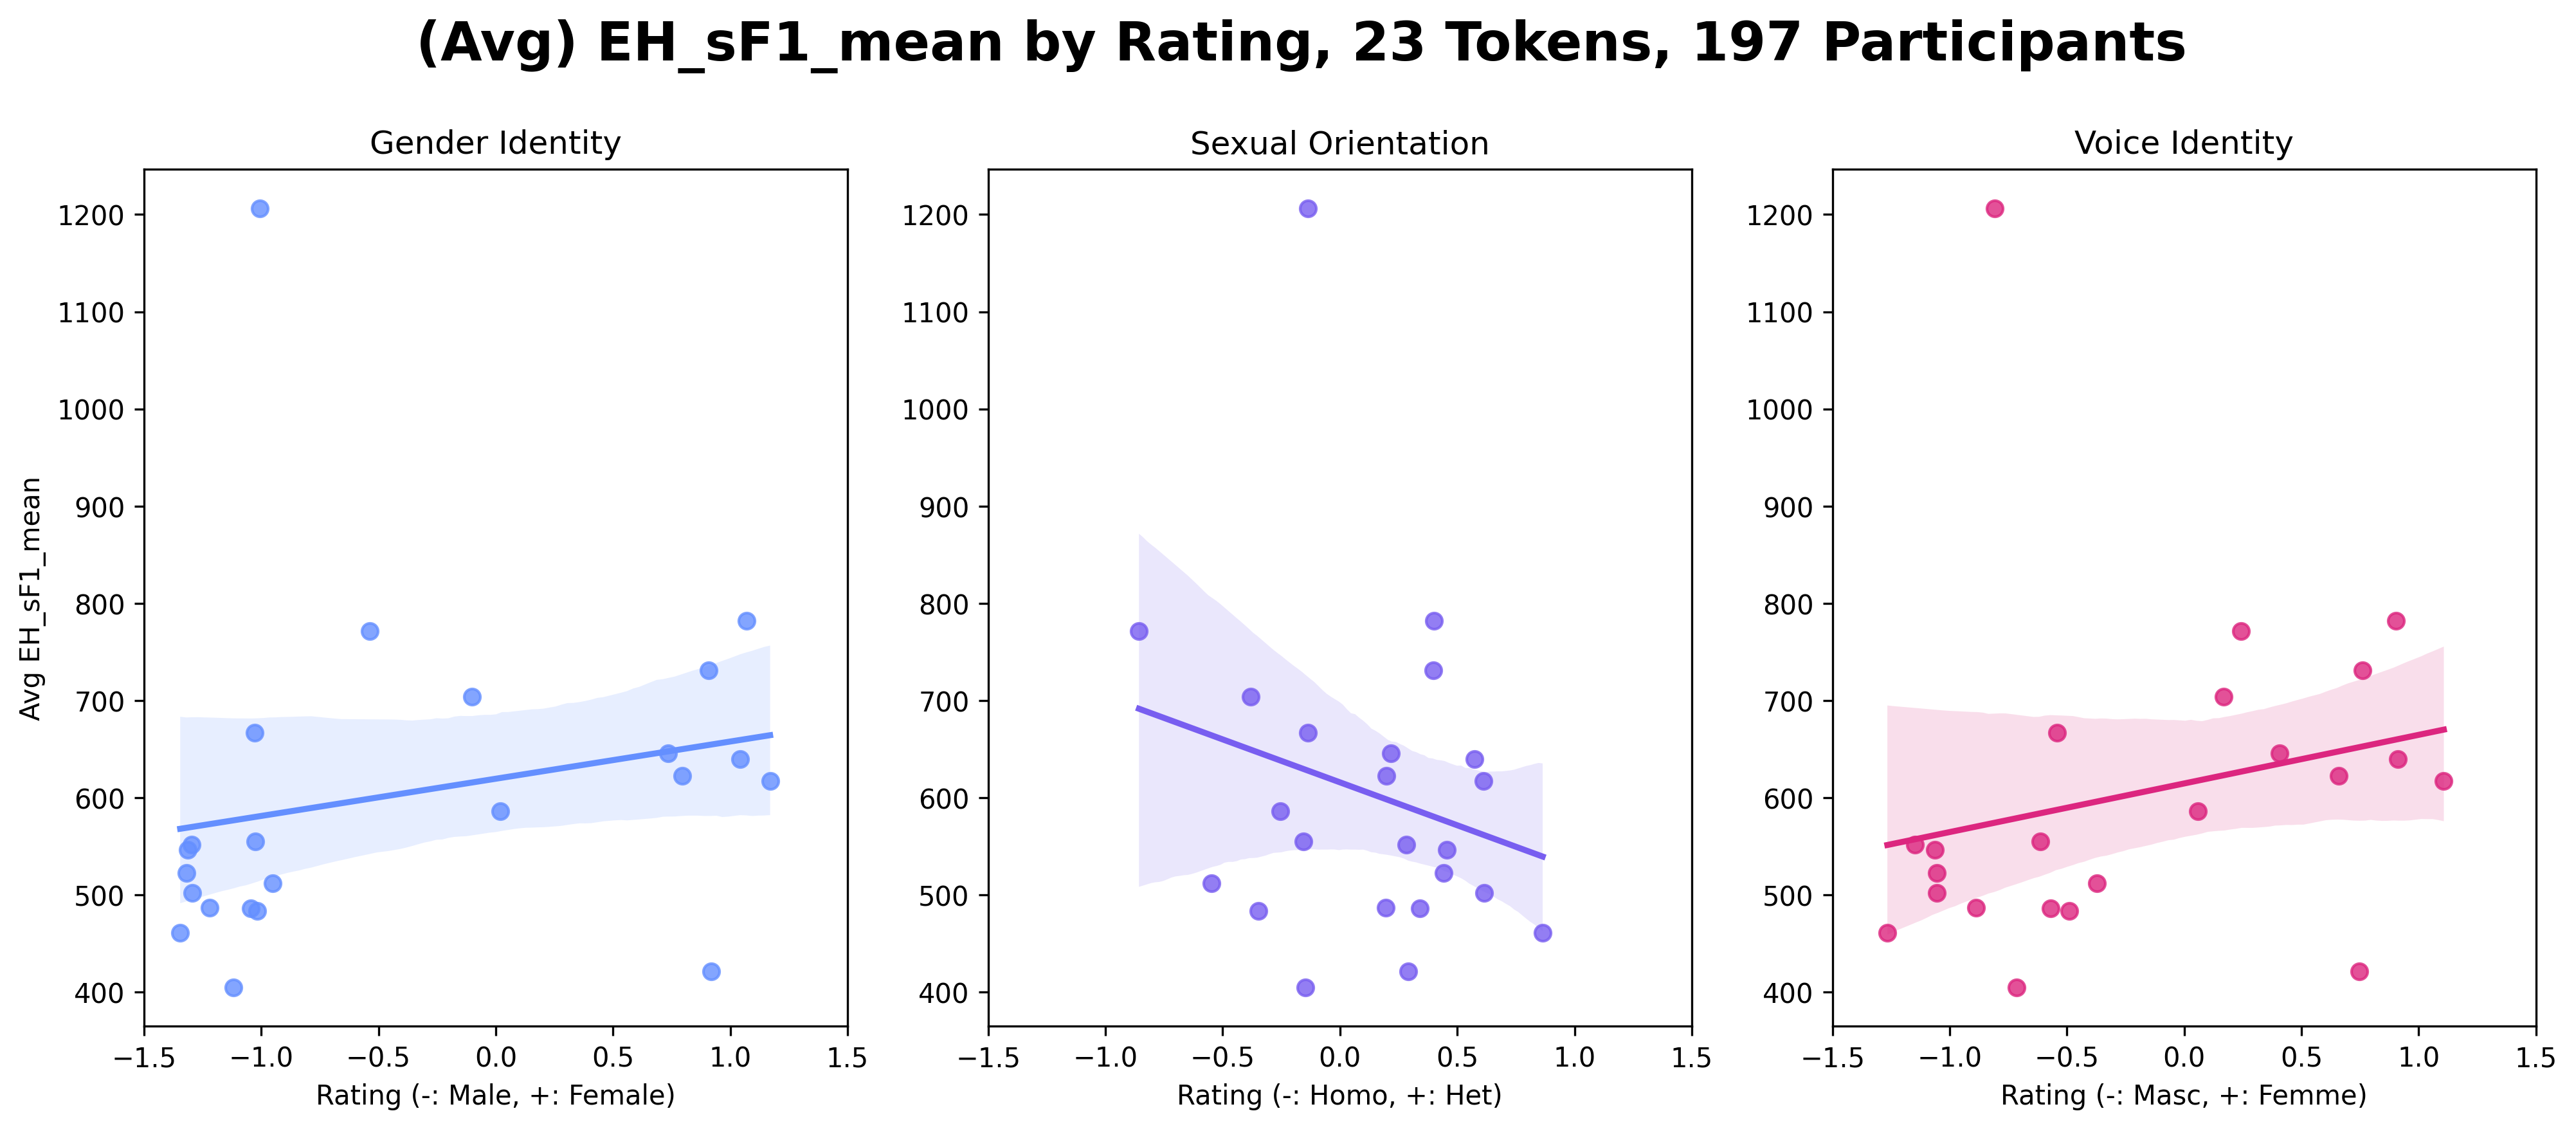 (Avg) EH_sF1_mean by Rating, 23 Tokens, 197 Participants
Gender Identity
Sexual Orientation
Voice Identity
Avg EH_sF1_mean
1200
1100
1000
900
800
700
600
500
400
−1.5 −1.0 −0.5 0.0 0.5 1.0 1.5
Rating (-: Male, +: Female)
1200
1100
1000
900
800
700
600
500
400
−1.5 −1.0 −0.5 0.0 0.5 1.0 1.5
Rating (-: Homo, +: Het)
1200
1100
1000
900
800
700
600
500
400
−1.5 −1.0 −0.5 0.0 0.5 1.0 1.5
Rating (-: Masc, +: Femme)